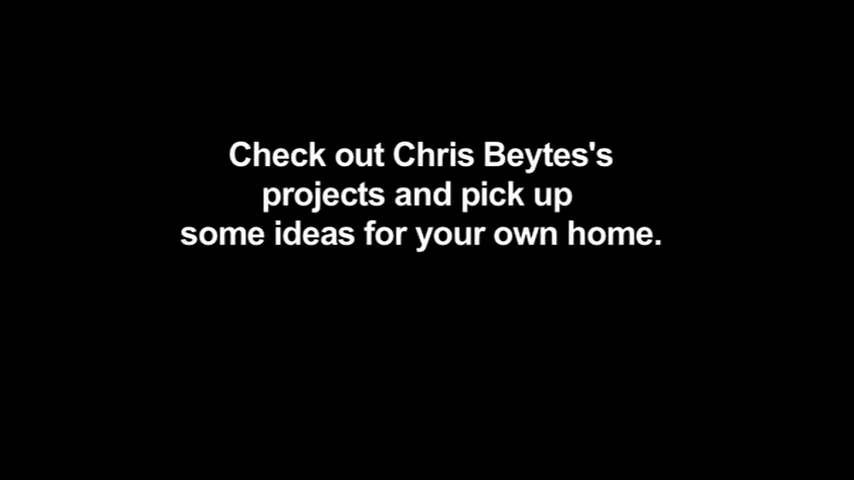 Check out Chris Beytes's
projects and pick up
some ideas for your own home.